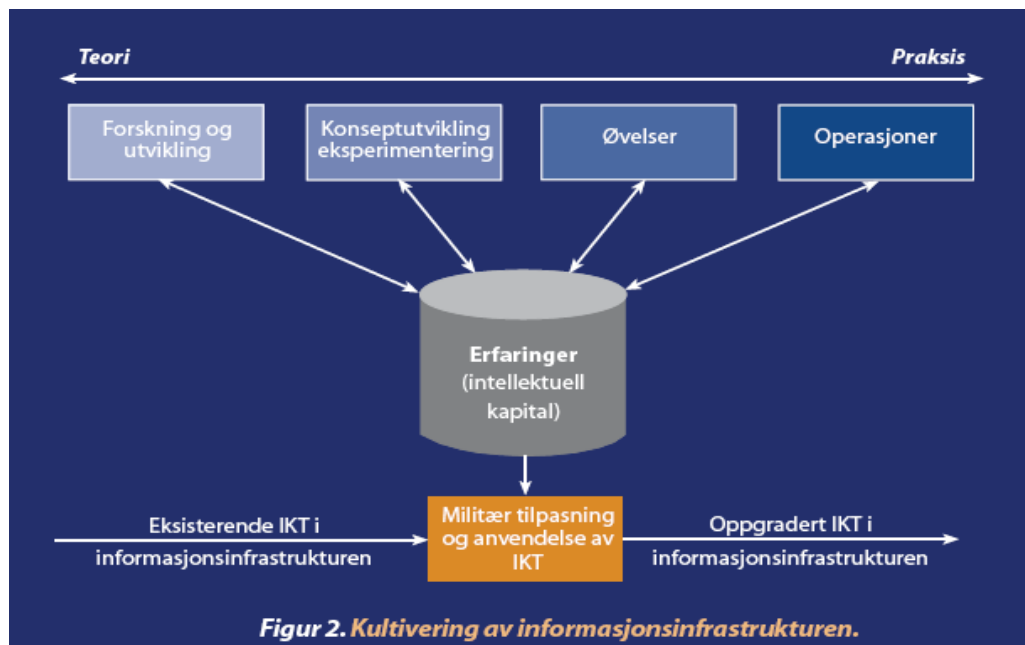 Teori
Praksis
Forskning og
utvikling
Konseptutvikling
eksperimentering
Øvelser
Operasjoner
Erfaringer
(intellektuell
kapital)
Eksisterende IKT i
informasjonsinfrastrukturen
Militær tilpasning
og anvendelse av
IKT
Oppgradert IKT i
informasjonsinfrastrukturen
Figur 2. Kultivering av informasjonsinfrastrukturen.